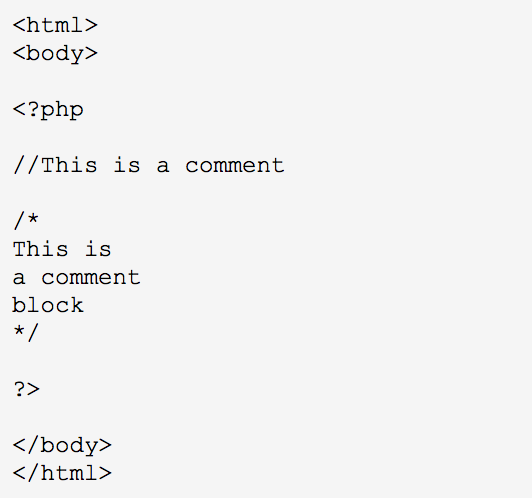 <html>
<body>
<?php
//This is a comment
/*
This is
a comment
block
*/
?>
</body>
</html>